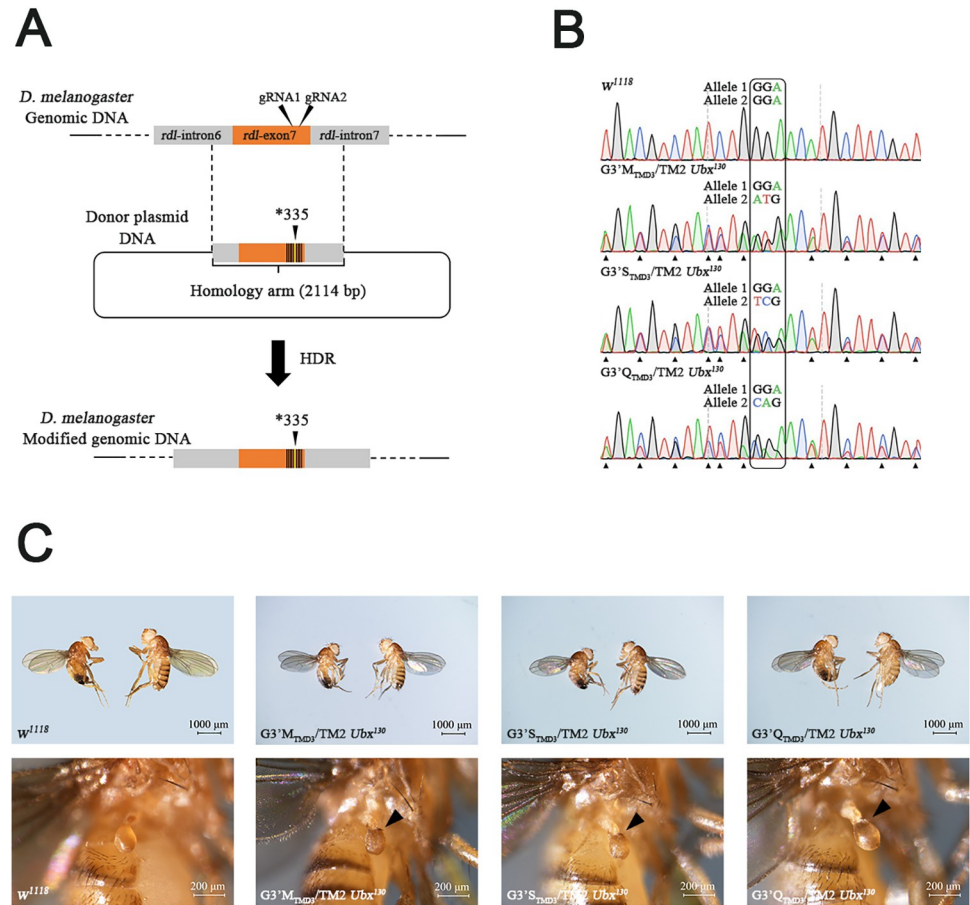 A
D. melanogaster
Genomic DNA
gRNA1 gRNA2
rdl-intron6 rdl-exon7 rdl-intron7
Donor plasmid
DNA
*335
Homology arm (2114 bp)
HDR
D. melanogaster
Modified genomic DNA
*335
B
W1118
Allele 1 GGA
Allele 2 GGA
G3'MTMD3/TM2 Ubx130
Allele 1 GGA
Allele 2 ATG
G3'STMD3/TM2 Ubx130
Allele 1 GGA
Allele 2 TCG
G3'QTMD3/TM2 Ubx130
Allele 1 GGA
Allele 2 CAG
C
W1118 1000 μm
G3'MTMD3/TM2 Ubx130 1000 μm
G3'STMD3/TM2 Ubx130 1000 μm
G3'QTMD3/TM2 Ubx130 1000 μm
W1118 200 μm
G3'MTMD3/TM2 Ubx130 200 μm
G3'STMD3/TM2 Ubx130 200 μm
G3'QTMD3/TM2 Ubx130 200 μm